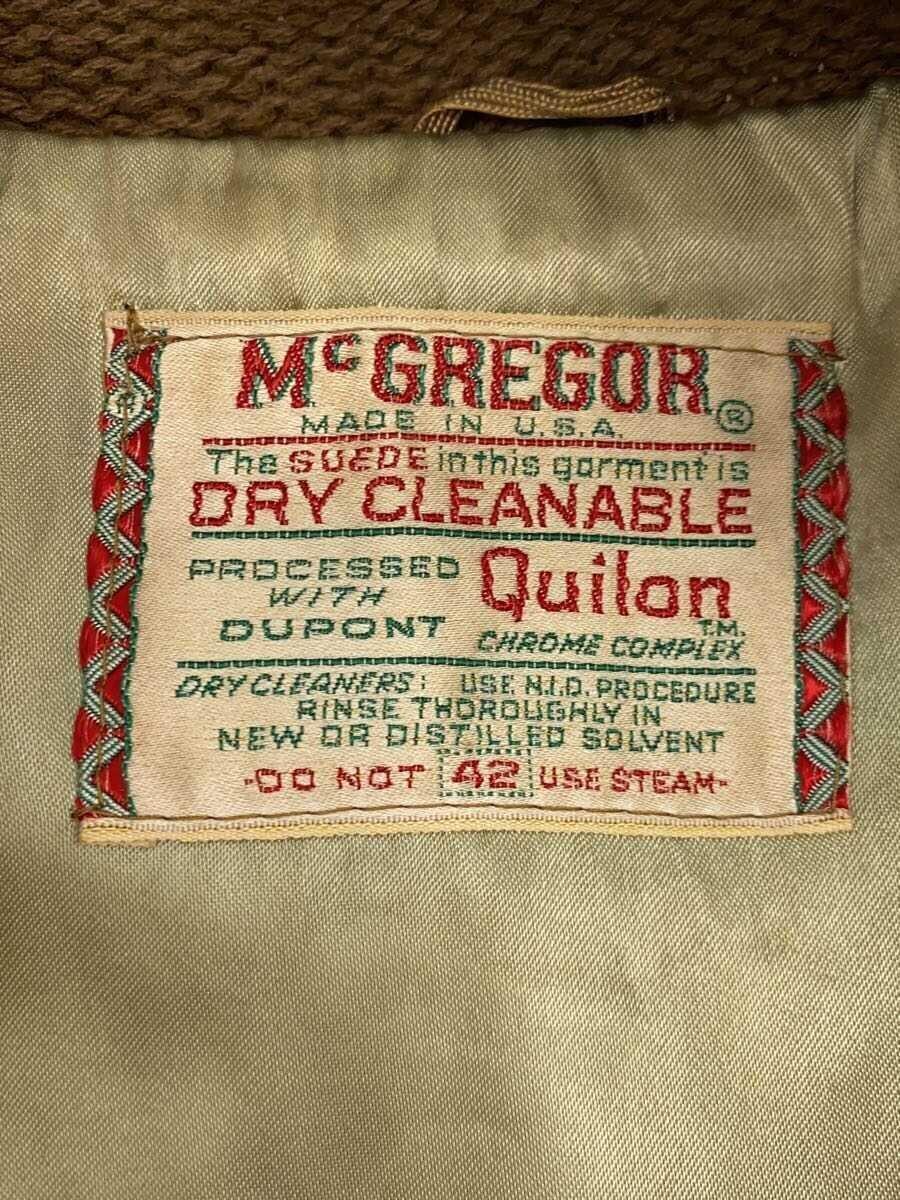 McGREGOR®
MADE IN U.S.A.
The SUEDE in this garment is
DRY CLEANABLE
PROCESSED
WITH
DUPONT
Quilon
T.M.
CHROME COMPLEX
DRY CLEANERS: USE N.I.D. PROCEDURE
RINSE THOROUGHLY IN
NEW OR DISTILLED SOLVENT
-DO NOT 42 USE STEAM-